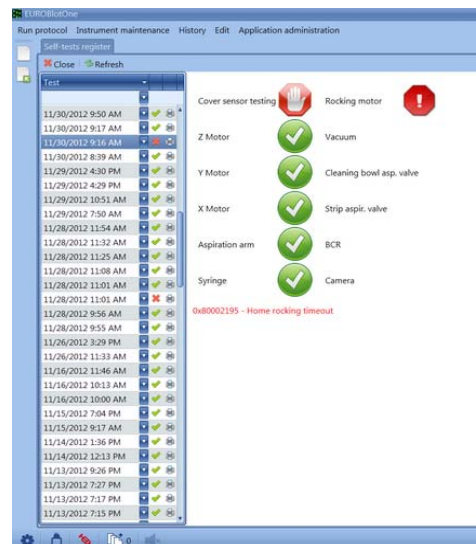 EUROBlotOne
Run protocol Instrument maintenance History Edit Application administration
Self-tests register
Close Refresh
Test
11/30/2012 9:50 AM
11/30/2012 9:17 AM
11/30/2012 9:16 AM
11/30/2012 8:39 AM
11/29/2012 4:30 PM
11/29/2012 4:29 PM
11/29/2012 10:51 AM
11/29/2012 7:50 AM
11/28/2012 11:54 AM
11/28/2012 11:32 AM
11/28/2012 11:25 AM
11/28/2012 11:08 AM
11/28/2012 11:01 AM
11/28/2012 11:01 AM
11/28/2012 9:56 AM
11/28/2012 9:55 AM
11/26/2012 3:29 PM
11/26/2012 11:33 AM
11/16/2012 11:46 AM
11/16/2012 10:13 AM
11/16/2012 10:00 AM
11/15/2012 7:04 PM
11/15/2012 9:17 AM
11/14/2012 1:36 PM
11/14/2012 12:13 PM
11/13/2012 9:26 PM
11/13/2012 7:27 PM
11/13/2012 7:17 PM
11/13/2012 7:15 PM
Cover sensor testing Rocking motor
Z Motor Vacuum
Y Motor Cleaning bowl asp. valve
X Motor Strip aspir. valve
Aspiration arm BCR
Syringe Camera
0x80002195 - Home rocking timeout
0